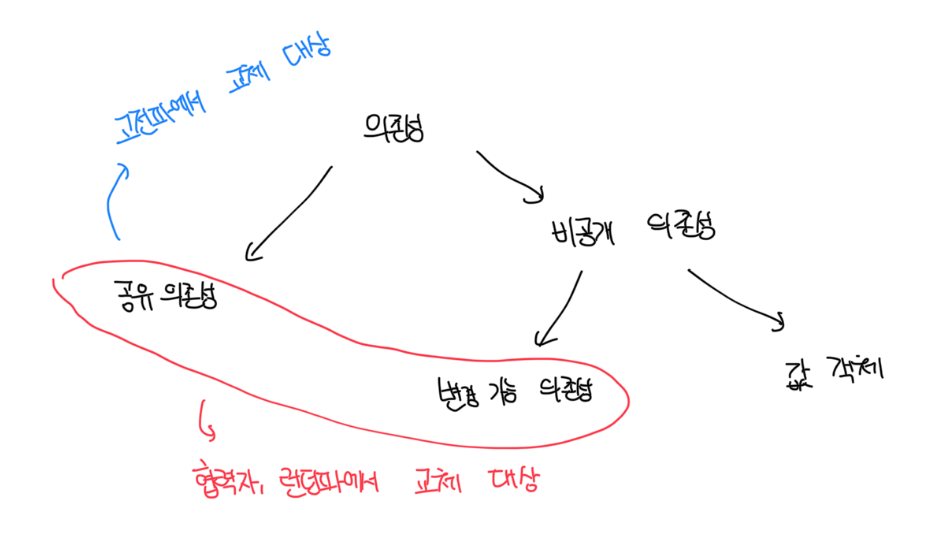 고전파에서 교체 대상
의존성
비공개 의존성
공유 의존성
변경 가능 의존성
값 객체
협력자, 런던파에서 교체 대상